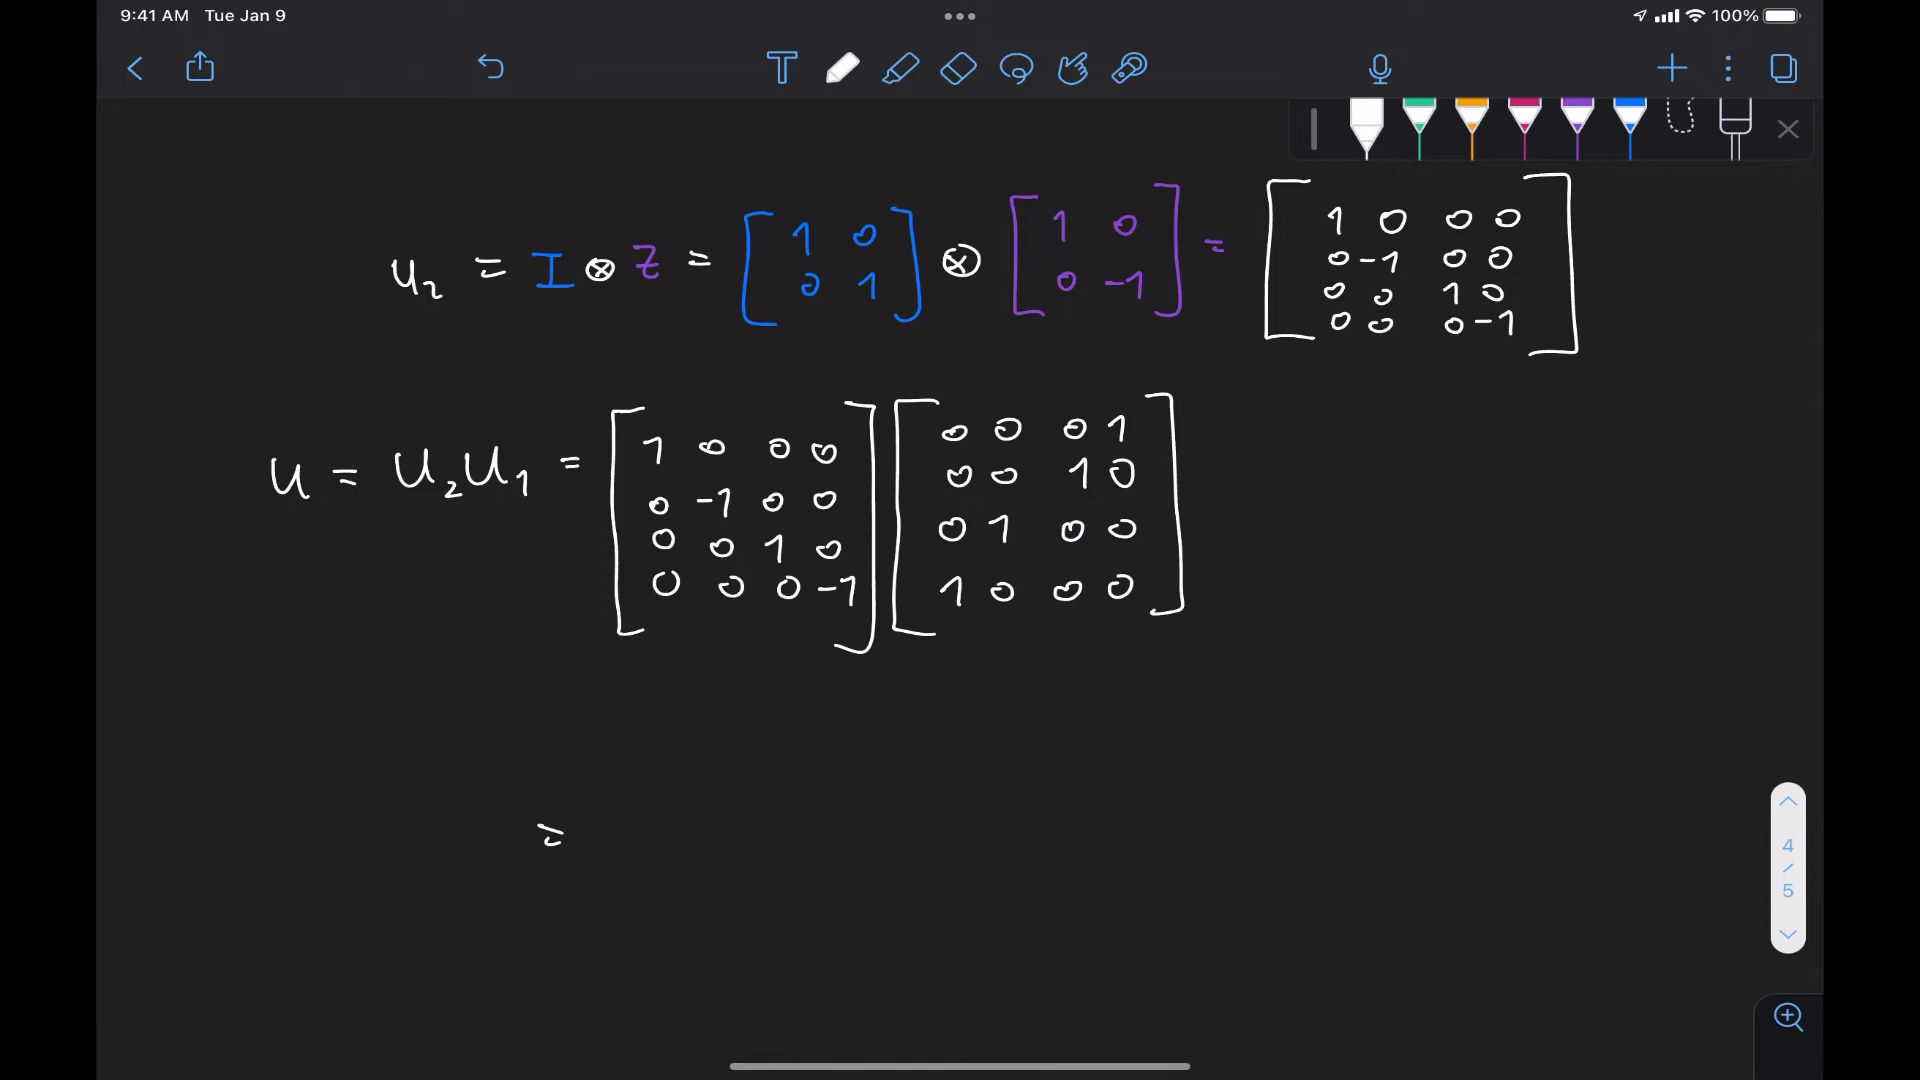 9:41 AM Tue Jan 9 100%
T
u₂ = I ⊗ Z = [1 0; 0 1] ⊗ [1 0; 0 -1] = [1 0 0 0; 0 -1 0 0; 0 0 1 0; 0 0 0 -1]
U = U₂U₁ = [1 0 0 0; 0 -1 0 0; 0 0 1 0; 0 0 0 -1] [0 0 0 1; 0 0 1 0; 0 1 0 0; 1 0 0 0]
=
4
/
5